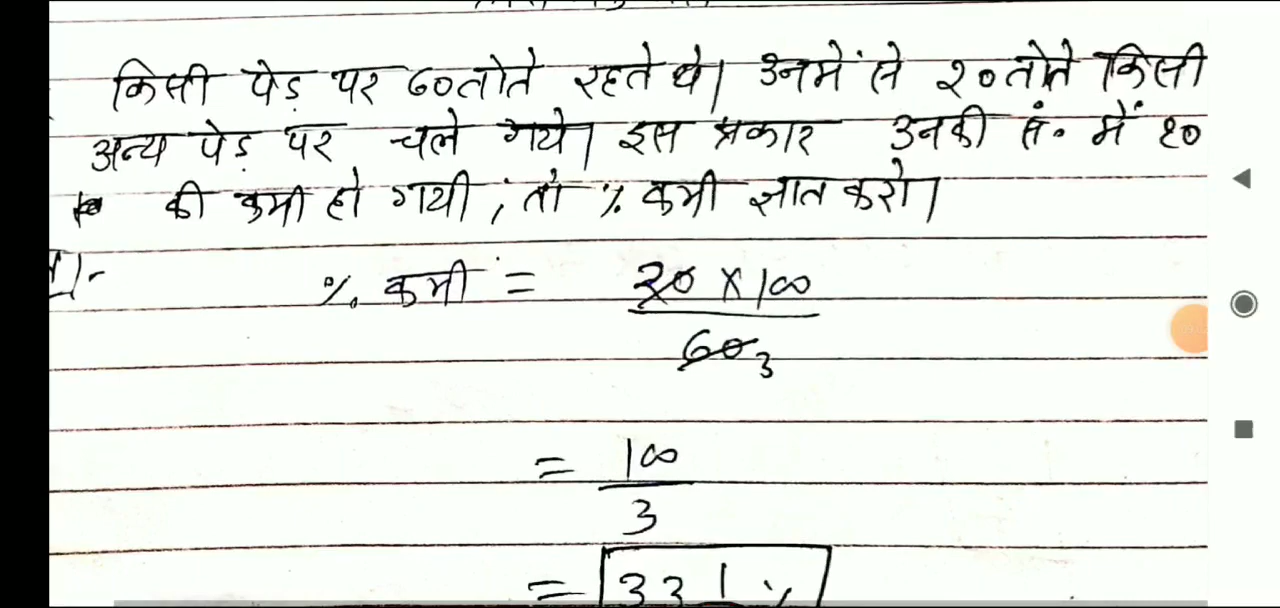 किसी पेड़ पर 60 तोते रहते थे। उनमें से 20 तोते किसी
अन्य पेड़ पर चले गये। इस प्रकार उनकी सं॰ में 20
की कमी हो गयी, तो % कमी ज्ञात करो।
% कमी = 20 X 100
60 3
= 100
3
= 33 1 %